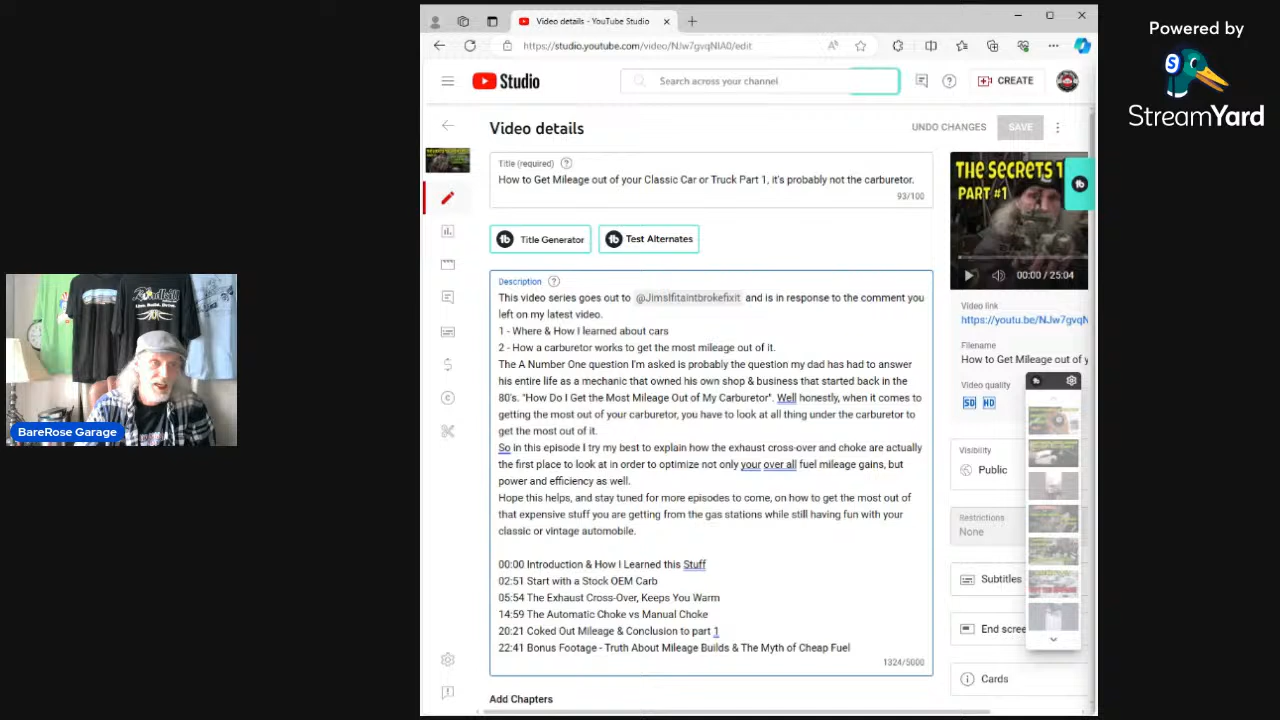 Powered by
StreamYard
BareRose Garage
Video details - YouTube Studio
https://studio.youtube.com/video/NJw7gvqNIA0/edit
Studio
Search across your channel
CREATE
Video details
UNDO CHANGES
SAVE
Title (required)
How to Get Mileage out of your Classic Car or Truck Part 1, it's probably not the carburetor.
93/100
Title Generator
Test Alternates
Description
This video series goes out to @JimsIfitaintbrokefixit and is in response to the comment you
left on my latest video.
1 - Where & How I learned about cars
2 - How a carburetor works to get the most mileage out of it.
The A Number One question I'm asked is probably the question my dad has had to answer
his entire life as a mechanic that owned his own shop & business that started back in the
80's. "How Do I Get the Most Mileage Out of My Carburetor". Well honestly, when it comes to
getting the most out of your carburetor, you have to look at all thing under the carburetor to
get the most out of it.
So in this episode I try my best to explain how the exhaust cross-over and choke are actually
the first place to look at in order to optimize not only your over all fuel mileage gains, but
power and efficiency as well.
Hope this helps, and stay tuned for more episodes to come, on how to get the most out of
that expensive stuff you are getting from the gas stations while still having fun with your
classic or vintage automobile.
00:00 Introduction & How I Learned this Stuff
02:51 Start with a Stock OEM Carb
05:54 The Exhaust Cross-Over, Keeps You Warm
14:59 The Automatic Choke vs Manual Choke
20:21 Coked Out Mileage & Conclusion to part 1
22:41 Bonus Footage - Truth About Mileage Builds & The Myth of Cheap Fuel
1324/5000
Add Chapters
THE SECRETS T
PART #1
00:00 / 25:04
Video link
https://youtu.be/NJw7gvqN
Filename
How to Get Mileage out of y
Video quality
SD HD
Visibility
Public
Restrictions
None
Subtitles
End scree
Cards